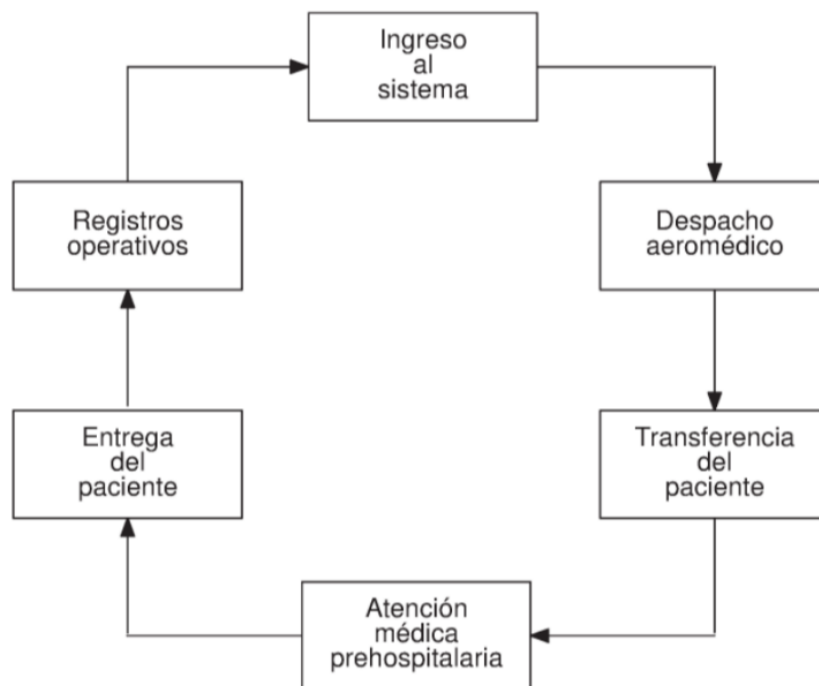 Ingreso
al
sistema
Despacho
aeromédico
Transferencia
del
paciente
Atención
médica
prehospitalaria
Entrega
del
paciente
Registros
operativos